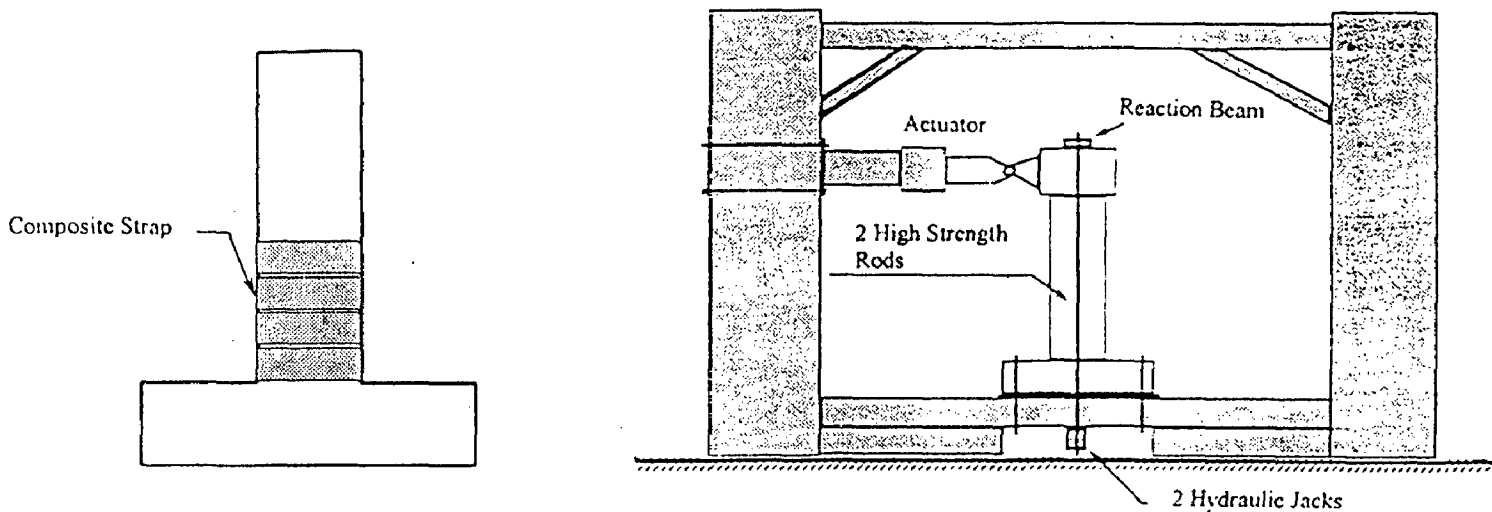 Composite Strap
Actuator
Reaction Beam
2 High Strength
Rods
2 Hydraulic Jacks